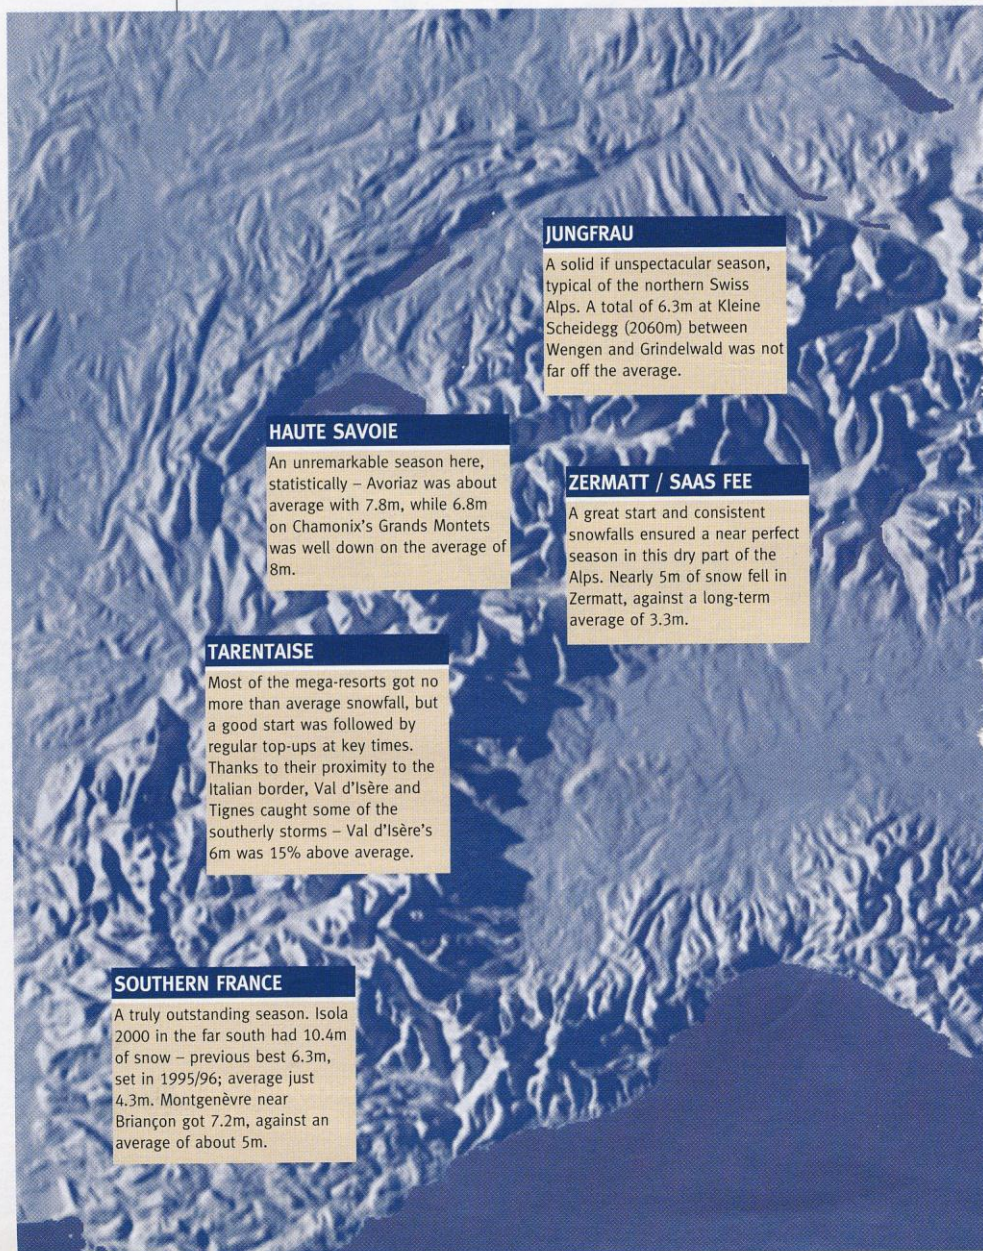 JUNGFRAU
A solid if unspectacular season,
typical of the northern Swiss
Alps. A total of 6.3m at Kleine
Scheidegg (2060m) between
Wengen and Grindelwald was not
far off the average.
HAUTE SAVOIE
An unremarkable season here,
statistically – Avoriaz was about
average with 7.8m, while 6.8m
on Chamonix's Grands Montets
was well down on the average of
8m.
ZERMATT / SAAS FEE
A great start and consistent
snowfalls ensured a near perfect
season in this dry part of the
Alps. Nearly 5m of snow fell in
Zermatt, against a long-term
average of 3.3m.
TARENTAISE
Most of the mega-resorts got no
more than average snowfall, but
a good start was followed by
regular top-ups at key times.
Thanks to their proximity to the
Italian border, Val d'Isère and
Tignes caught some of the
southerly storms – Val d'Isère's
6m was 15% above average.
SOUTHERN FRANCE
A truly outstanding season. Isola
2000 in the far south had 10.4m
of snow – previous best 6.3m,
set in 1995/96; average just
4.3m. Montgenèvre near
Briançon got 7.2m, against an
average of about 5m.